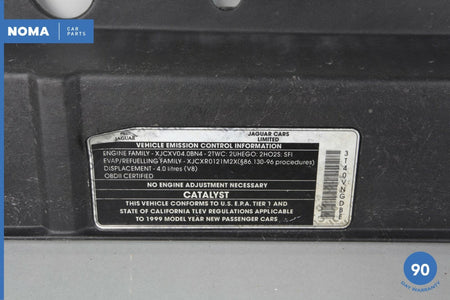 NOMA CAR PARTS
JAGUAR
JAGUAR CARS LIMITED
VEHICLE EMISSION CONTROL INFORMATION
ENGINE FAMILY - XJCXV04.0BN4 - 2TWC: 2UHEGO: 2HO2S: SFI
EVAP/REFUELLING FAMILY - XJCXR0121M2X(§86.130-96 procedures)
DISPLACEMENT - 4.0 litres (V8)
OBDII CERTIFIED
NO ENGINE ADJUSTMENT NECESSARY
CATALYST
THIS VEHICLE CONFORMS TO U.S. E.P.A. TIER 1 AND
STATE OF CALIFORNIA TLEV REGULATIONS APPLICABLE
TO 1999 MODEL YEAR NEW PASSENGER CARS
90
DAY WARRANTY